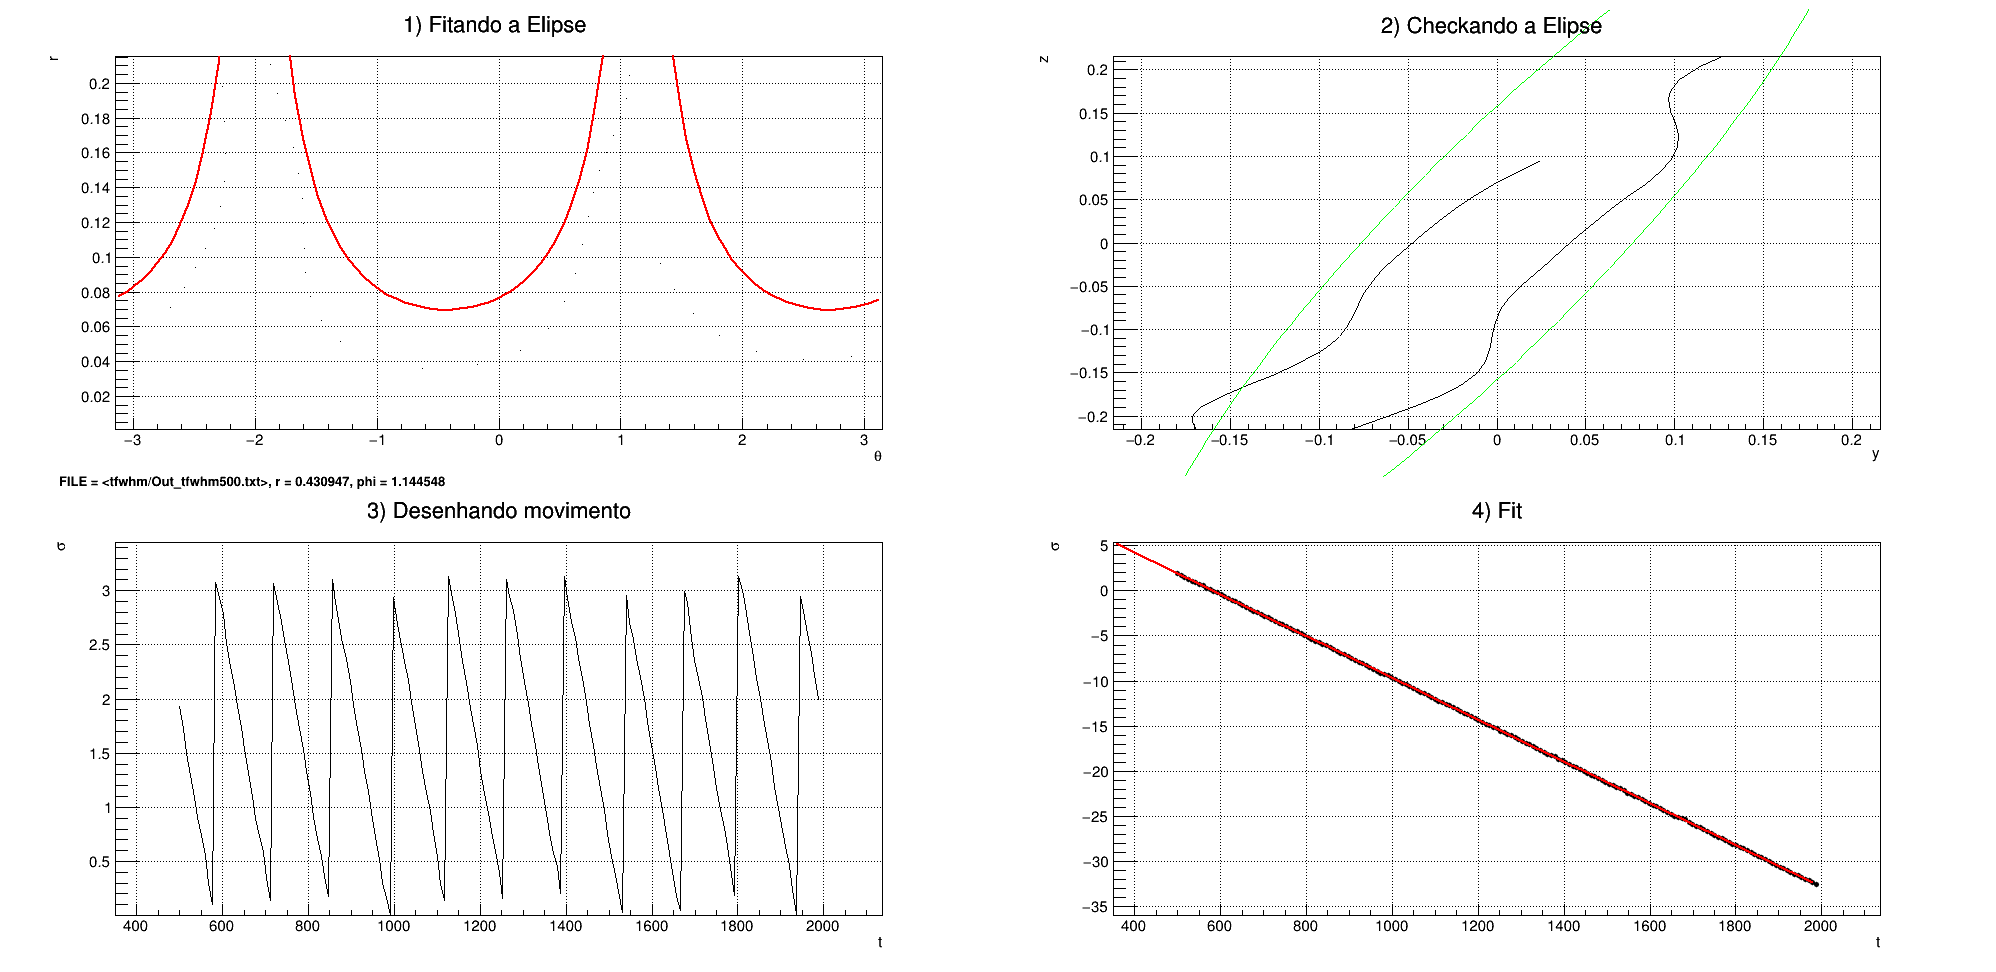 1) Fitando a Elipse
r
0.2
0.18
0.16
0.14
0.12
0.1
0.08
0.06
0.04
0.02
−3 −2 −1 0 1 2 3
θ
2) Checkando a Elipse
z
0.2
0.15
0.1
0.05
0
−0.05
−0.1
−0.15
−0.2
−0.2 −0.15 −0.1 −0.05 0 0.05 0.1 0.15 0.2
y
FILE = <tfwhm/Out_tfwhm500.txt>, r = 0.430947, phi = 1.144548
3) Desenhando movimento
σ
3
2.5
2
1.5
1
0.5
400 600 800 1000 1200 1400 1600 1800 2000
t
4) Fit
σ
5
0
−5
−10
−15
−20
−25
−30
−35
400 600 800 1000 1200 1400 1600 1800 2000
t